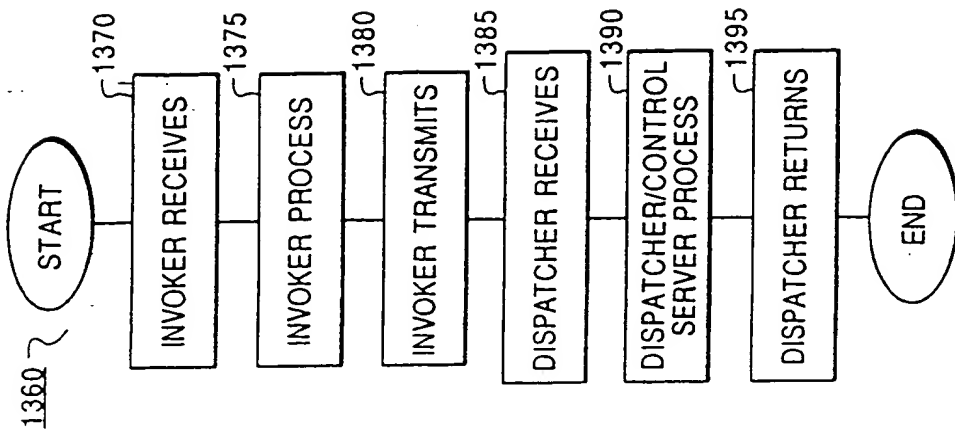 1360
START
1370
INVOKER RECEIVES
1375
INVOKER PROCESS
1380
INVOKER TRANSMITS
1385
DISPATCHER RECEIVES
1390
DISPATCHER/CONTROL
SERVER PROCESS
1395
DISPATCHER RETURNS
END